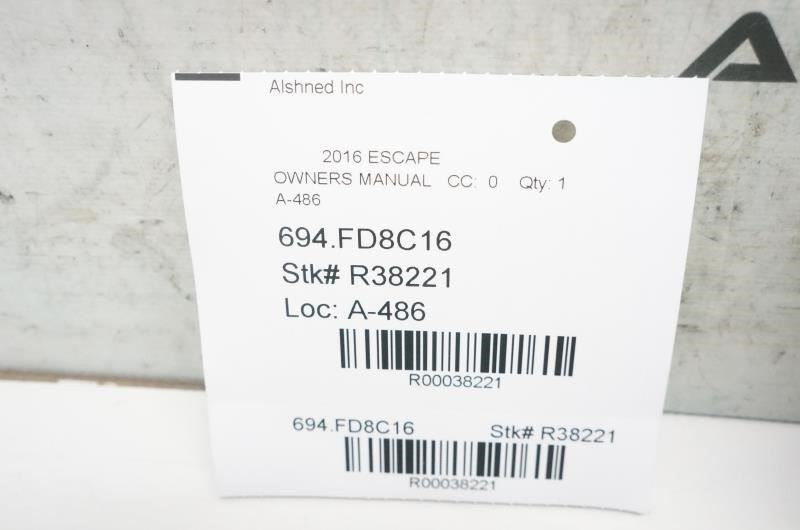 Alshned Inc
2016 ESCAPE
OWNERS MANUAL CC: 0 Qty: 1
A-486
694.FD8C16
Stk# R38221
Loc: A-486
R00038221
694.FD8C16 Stk# R38221
R00038221